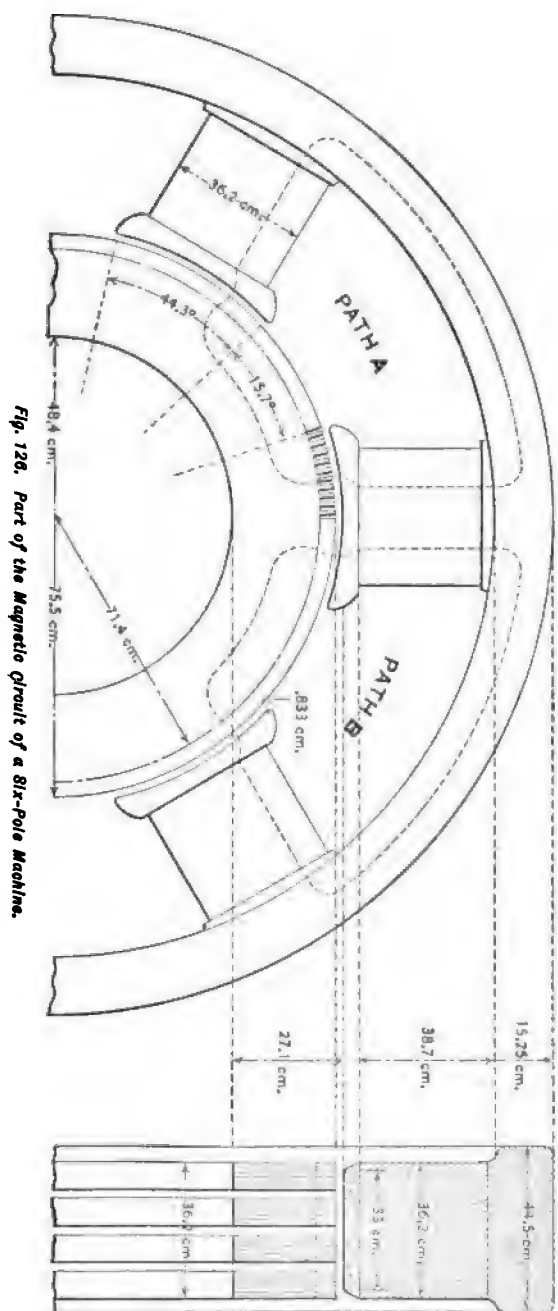 36.2 cm.
44.3°
15.7°
PATH A
PATH B
48.4 cm.
75.5 cm.
71.4 cm.
.833 cm.
27.1 cm.
38.7 cm.
15.25 cm.
36.2 cm.
33 cm.
36.2 cm.
44.5 cm.
Fig. 126. Part of the Magnetic Circuit of a Six-Pole Machine.